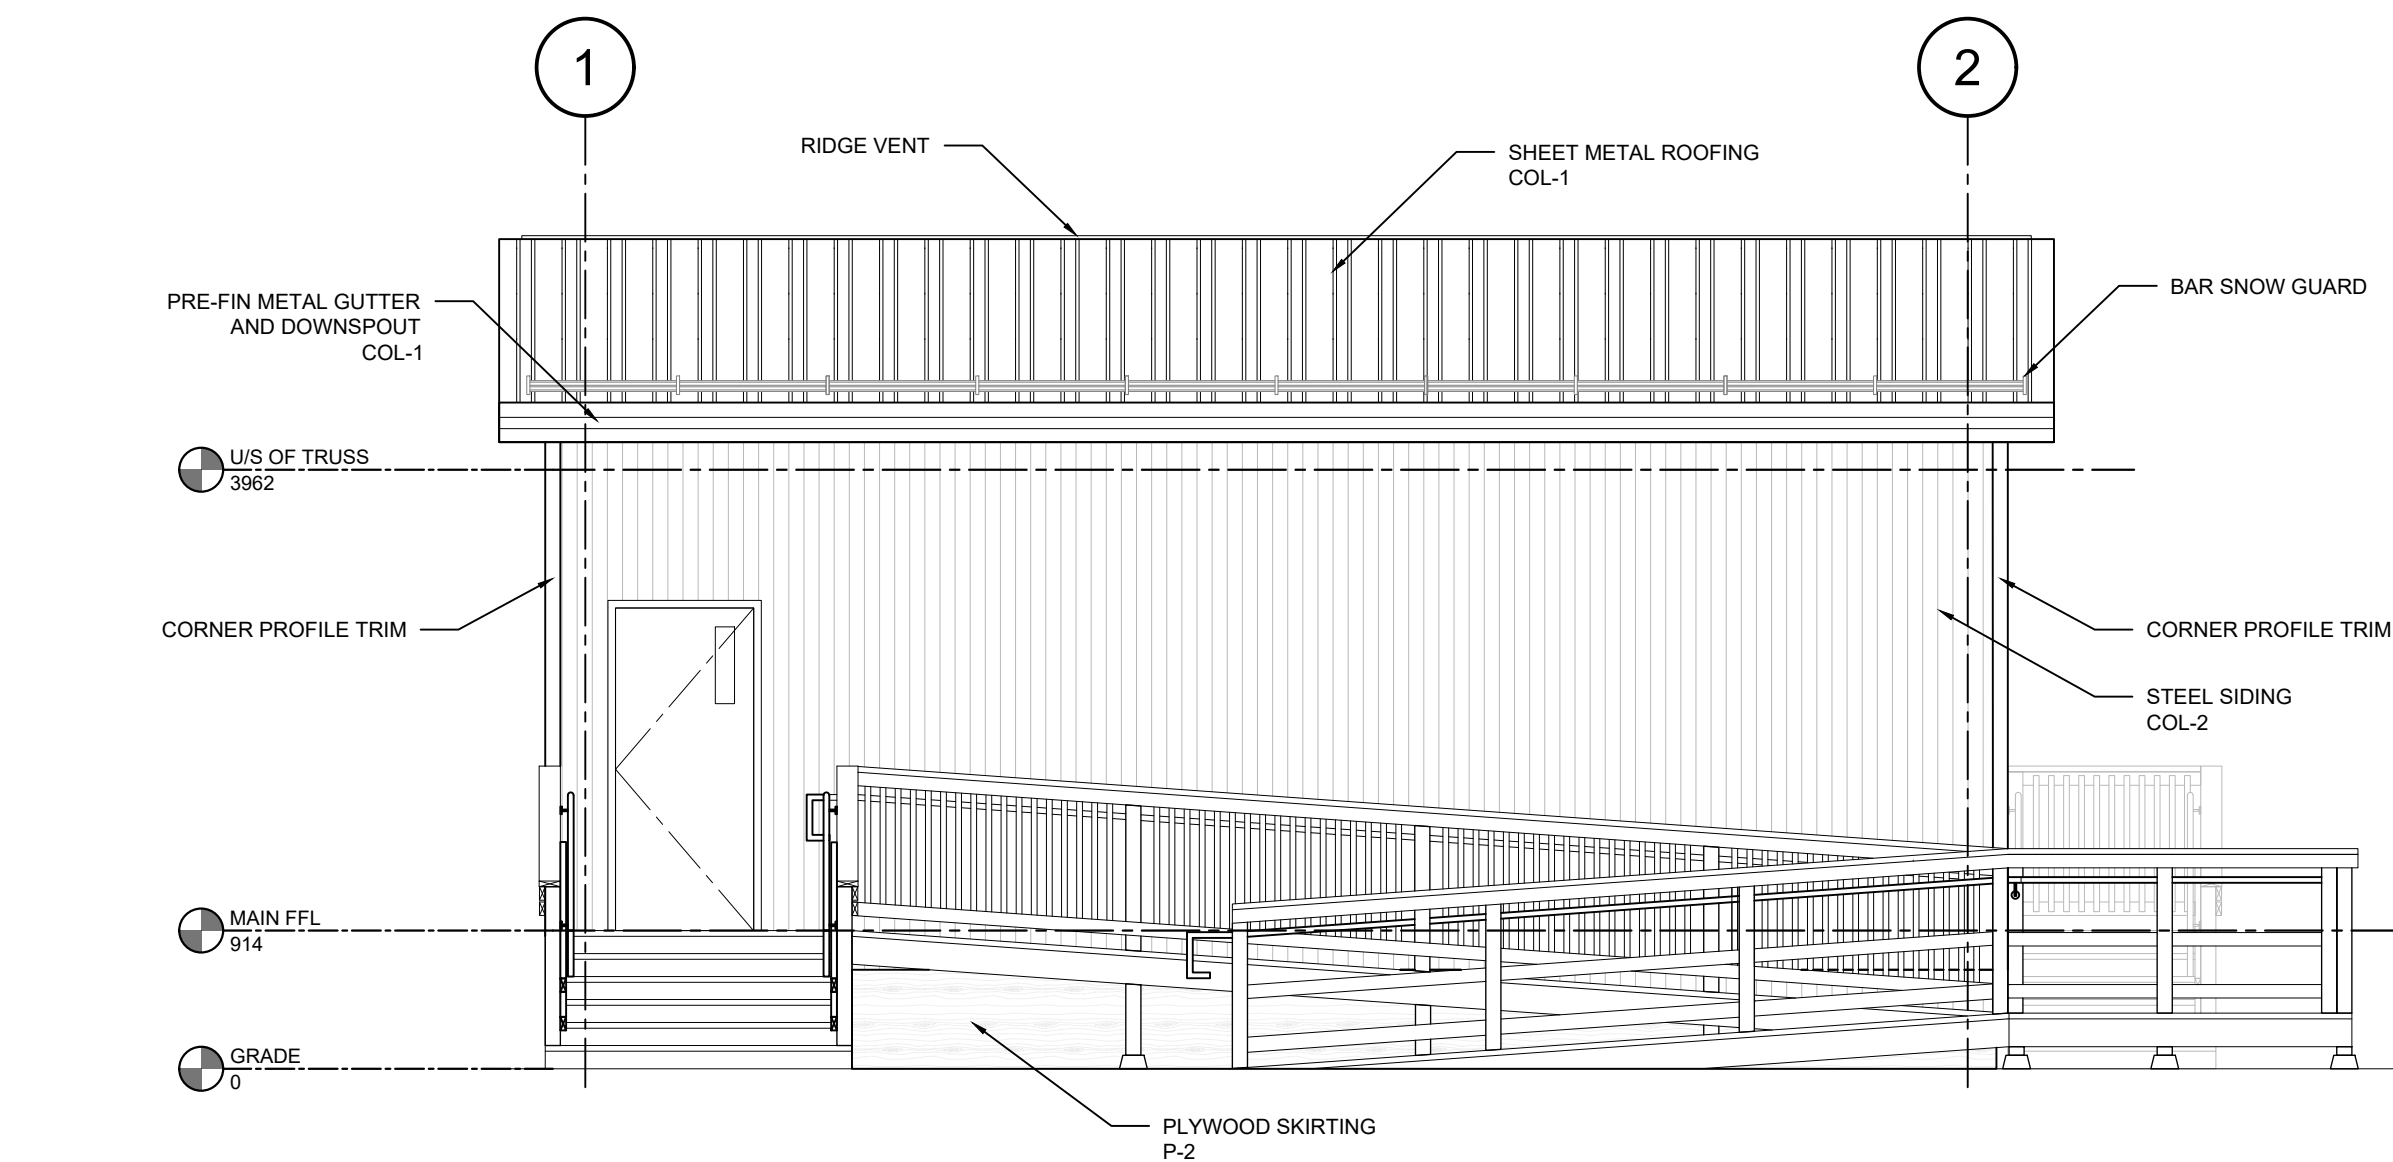 1
2
RIDGE VENT
SHEET METAL ROOFING
COL-1
PRE-FIN METAL GUTTER
AND DOWNSPOUT
COL-1
BAR SNOW GUARD
U/S OF TRUSS
3962
CORNER PROFILE TRIM
CORNER PROFILE TRIM
STEEL SIDING
COL-2
MAIN FFL
914
GRADE
0
PLYWOOD SKIRTING
P-2